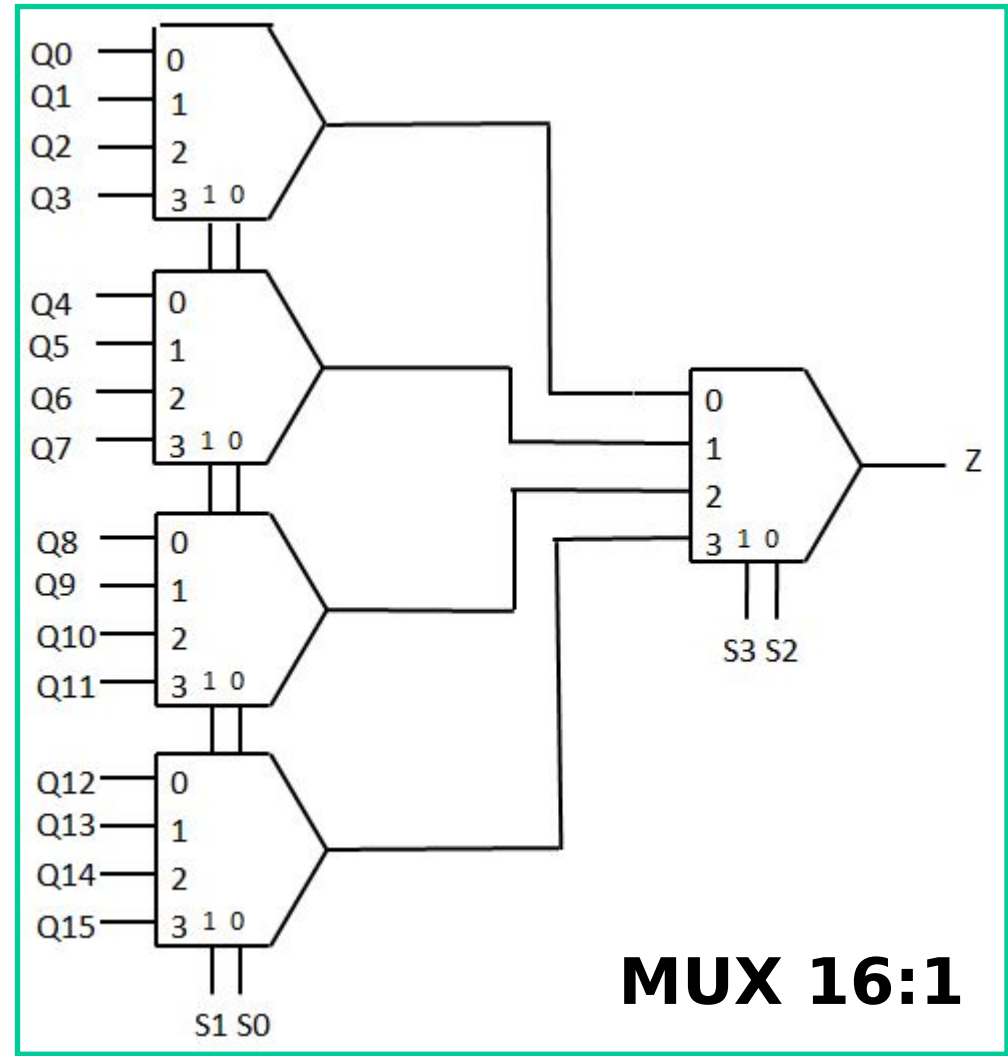 Q0 0
Q1 1
Q2 2
Q3 3 1 0
Q4 0
Q5 1
Q6 2
Q7 3 1 0
Q8 0
Q9 1
Q10 2
Q11 3 1 0
Q12 0
Q13 1
Q14 2
Q15 3 1 0
S1 S0
0
1
2
3 1 0
S3 S2
Z
MUX 16:1